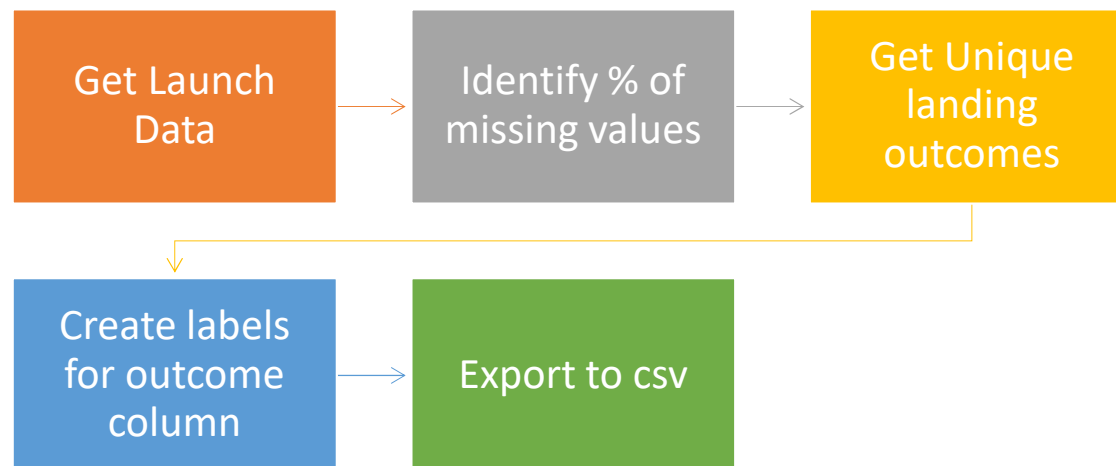 Get Launch
Data
Identify % of
missing values
Get Unique
landing
outcomes
Create labels
for outcome
column
Export to csv